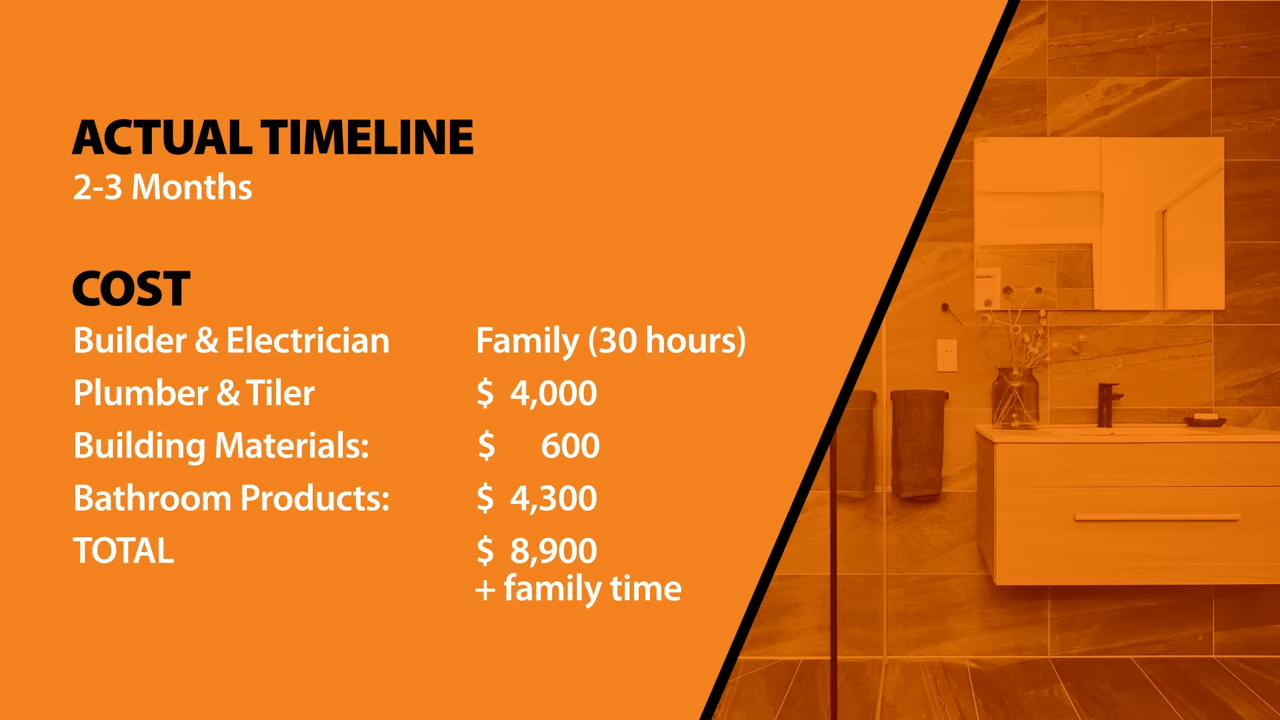 ACTUAL TIMELINE
2-3 Months
COST
Builder & Electrician Family (30 hours)
Plumber & Tiler $ 4,000
Building Materials: $ 600
Bathroom Products: $ 4,300
TOTAL $ 8,900
+ family time